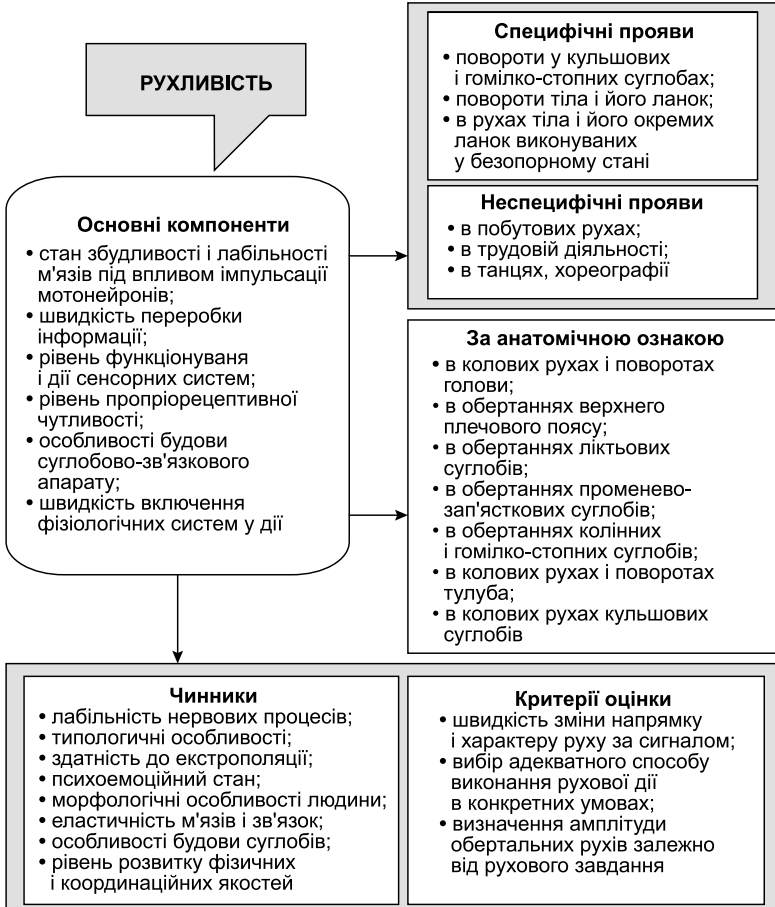 РУХЛИВІСТЬ
Специфічні прояви
• повороти у кульшових
і гомілко-стопних суглобах;
• повороти тіла і його ланок;
• в рухах тіла і його окремих
ланок виконуваних
у безопорному стані
Неспецифічні прояви
• в побутових рухах;
• в трудовій діяльності;
• в танцях, хореографії
Основні компоненти
• стан збудливості і лабільності
м'язів під впливом імпульсації
мотонейронів;
• швидкість переробки
інформації;
• рівень функціонуваня
і дії сенсорних систем;
• рівень пропріорецептивної
чутливості;
• особливості будови
суглобово-зв'язкового
апарату;
• швидкість включення
фізіологічних систем у дії
За анатомічною ознакою
• в колових рухах і поворотах
голови;
• в обертаннях верхнего
плечового поясу;
• в обертаннях ліктьових
суглобів;
• в обертаннях променево-
зап'ясткових суглобів;
• в обертаннях колінних
і гомілко-стопних суглобів;
• в колових рухах і поворотах
тулуба;
• в колових рухах кульшових
суглобів
Чинники
• лабільність нервових процесів;
• типологичні особливості;
• здатність до екстрополяції;
• психоемоційний стан;
• морфологічні особливості людини;
• еластичність м'язів і зв'язок;
• особливості будови суглобів;
• рівень розвитку фізичних
і координаційних якостей
Критерії оцінки
• швидкість зміни напрямку
і характеру руху за сигналом;
• вибір адекватного способу
виконання рухової дії
в конкретних умовах;
• визначення амплітуди
обертальних рухів залежно
від рухового завдання